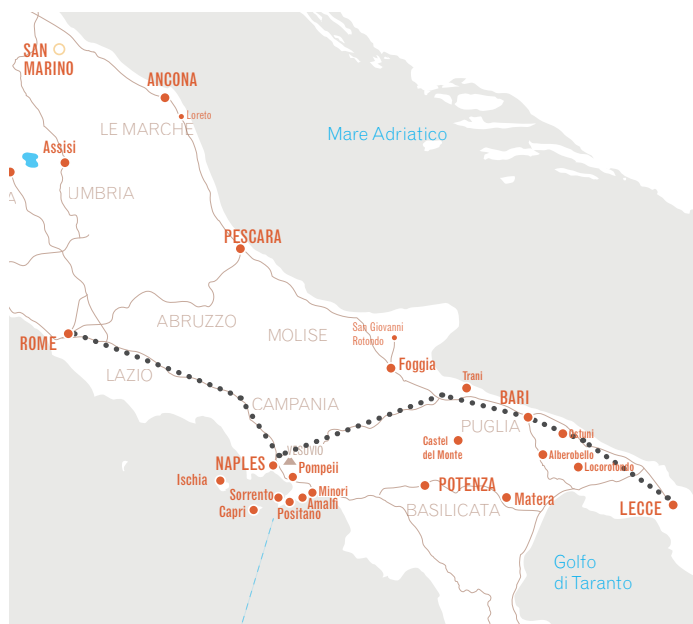 SAN
MARINO
ANCONA
Loreto
LE MARCHE
Mare Adriatico
Assisi
A
UMBRIA
PESCARA
ABRUZZO
MOLISE
San Giovanni
Rotondo
ROME
Foggia
LAZIO
Trani
CAMPANIA
BARI
PUGLIA
Ostuni
Castel
del Monte
VESUVIO
Alberobello
NAPLES
Pompeii
Locorotondo
Ischia
POTENZA
Sorrento
Minori
Matera
Capri
Positano
Amalfi
BASILICATA
LECCE
Golfo
di Taranto